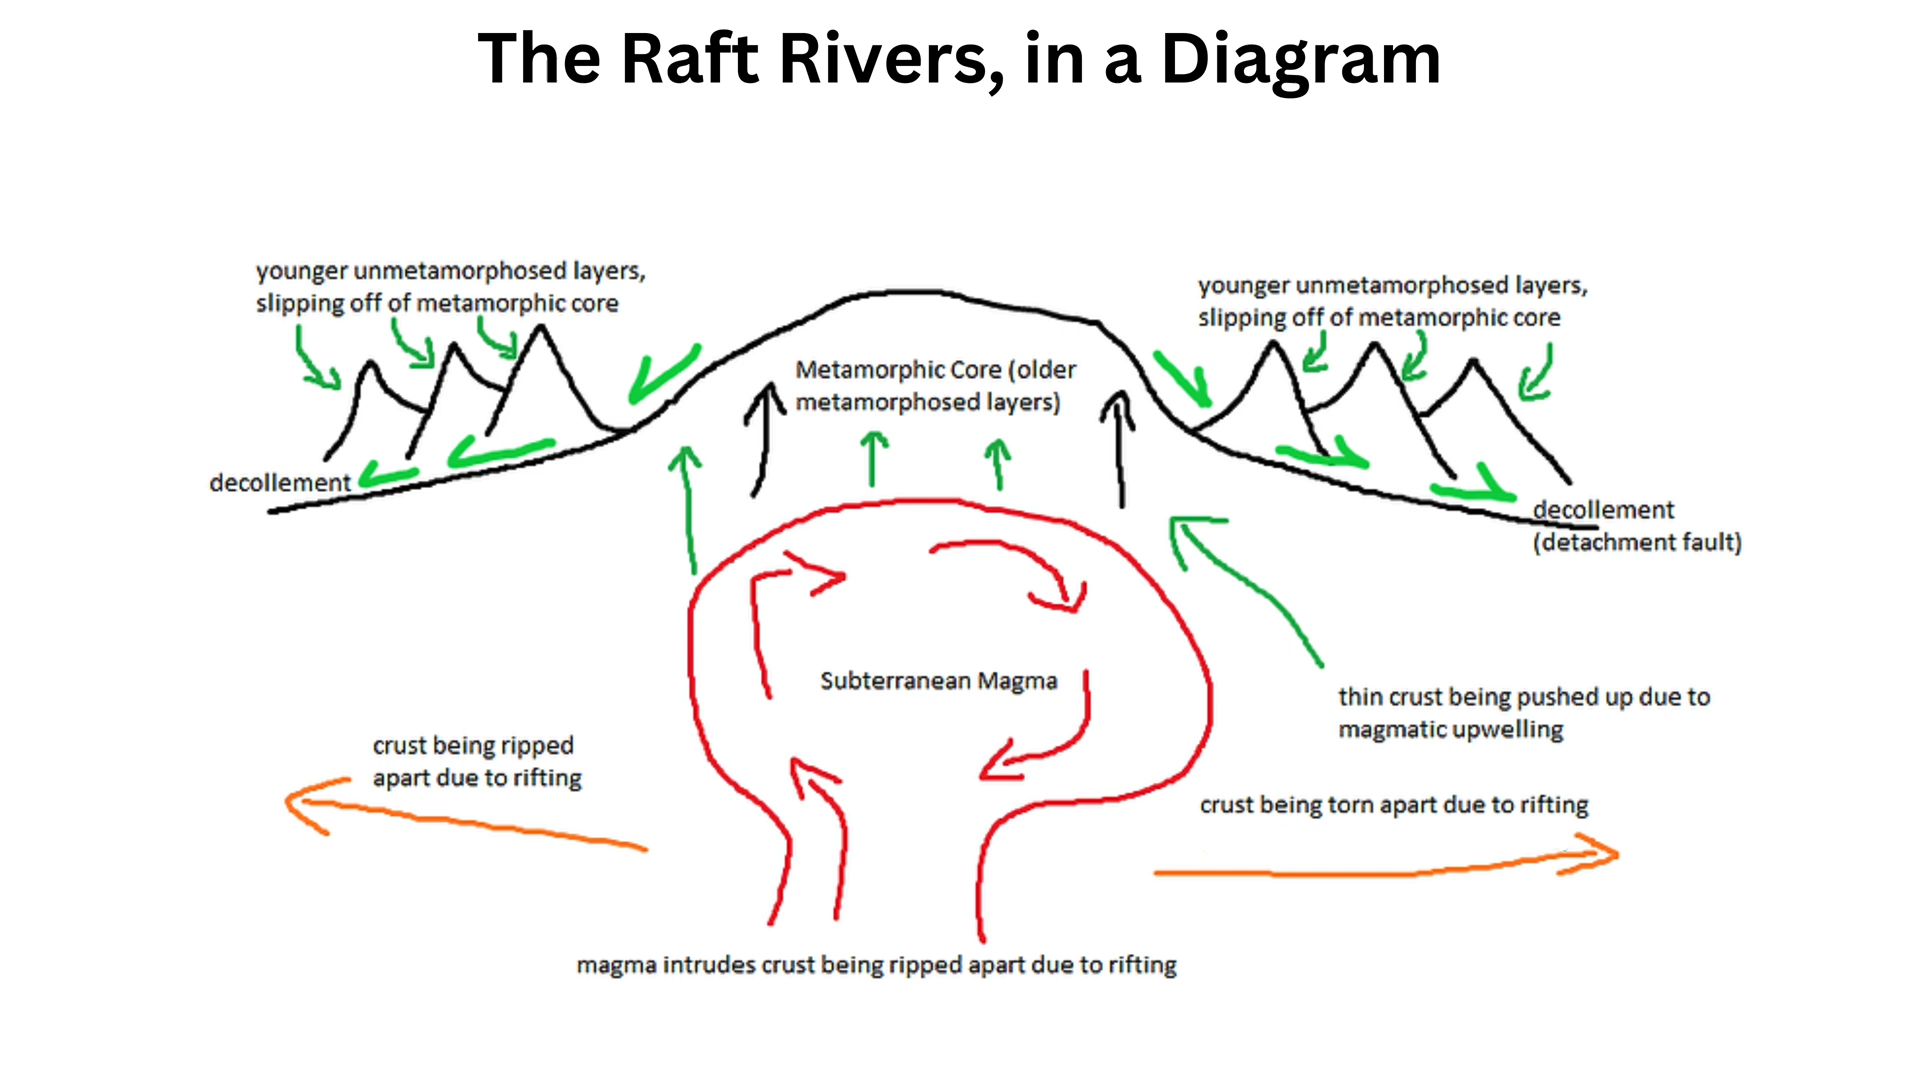 The Raft Rivers, in a Diagram
younger unmetamorphosed layers,
slipping off of metamorphic core
younger unmetamorphosed layers,
slipping off of metamorphic core
Metamorphic Core (older
metamorphosed layers)
decollement
decollement
(detachment fault)
Subterranean Magma
thin crust being pushed up due to
magmatic upwelling
crust being ripped
apart due to rifting
crust being torn apart due to rifting
magma intrudes crust being ripped apart due to rifting